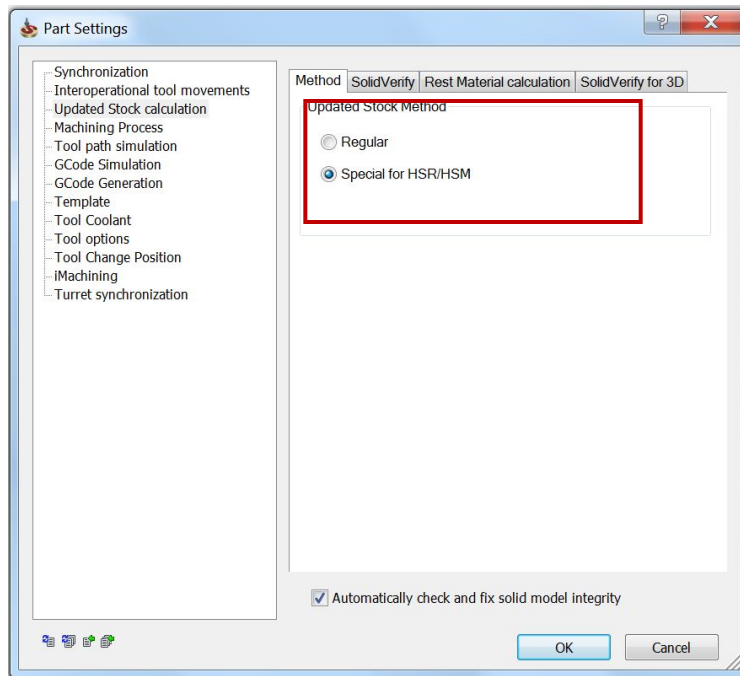 Part Settings
Synchronization
Interoperational tool movements
Updated Stock calculation
Machining Process
Tool path simulation
GCode Simulation
GCode Generation
Template
Tool Coolant
Tool options
Tool Change Position
iMachining
Turret synchronization
Method SolidVerify Rest Material calculation SolidVerify for 3D
Updated Stock Method
Regular
Special for HSR/HSM
Automatically check and fix solid model integrity
OK Cancel